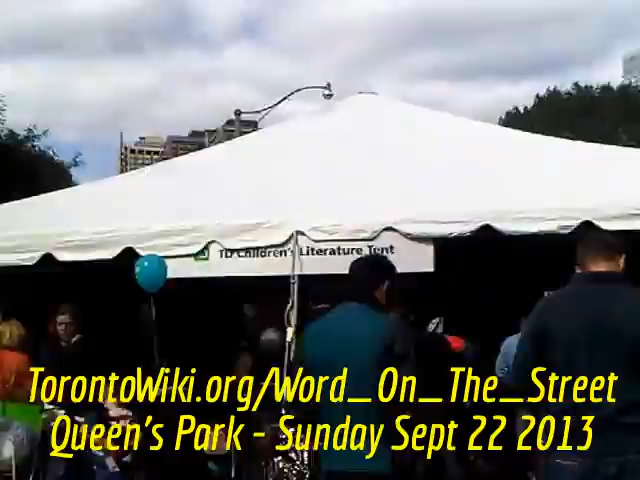 TD Children's Literature Tent
TorontoWiki.org/Word_On_The_Street
Queen's Park - Sunday Sept 22 2013